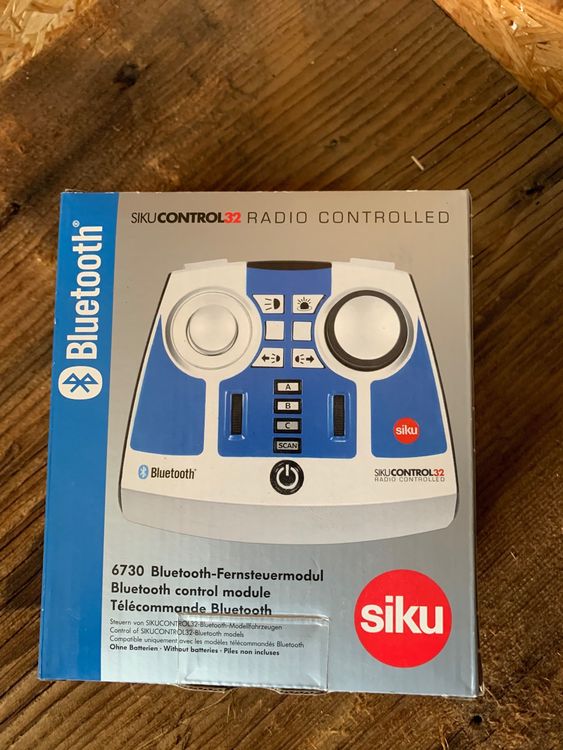 SIKUCONTROL32 RADIO CONTROLLED
Bluetooth®
A
B
C
SCAN
siku
Bluetooth®
SIKUCONTROL32
RADIO CONTROLLED
6730 Bluetooth-Fernsteuermodul
Bluetooth control module
Télécommande Bluetooth
Steuern von SIKUCONTROL32-Bluetooth-Modellfahrzeugen
Control of SIKUCONTROL32-Bluetooth models
Compatible uniquement avec les modèles télécommandés Bluetooth
Ohne Batterien - Without batteries - Piles non incluses
siku